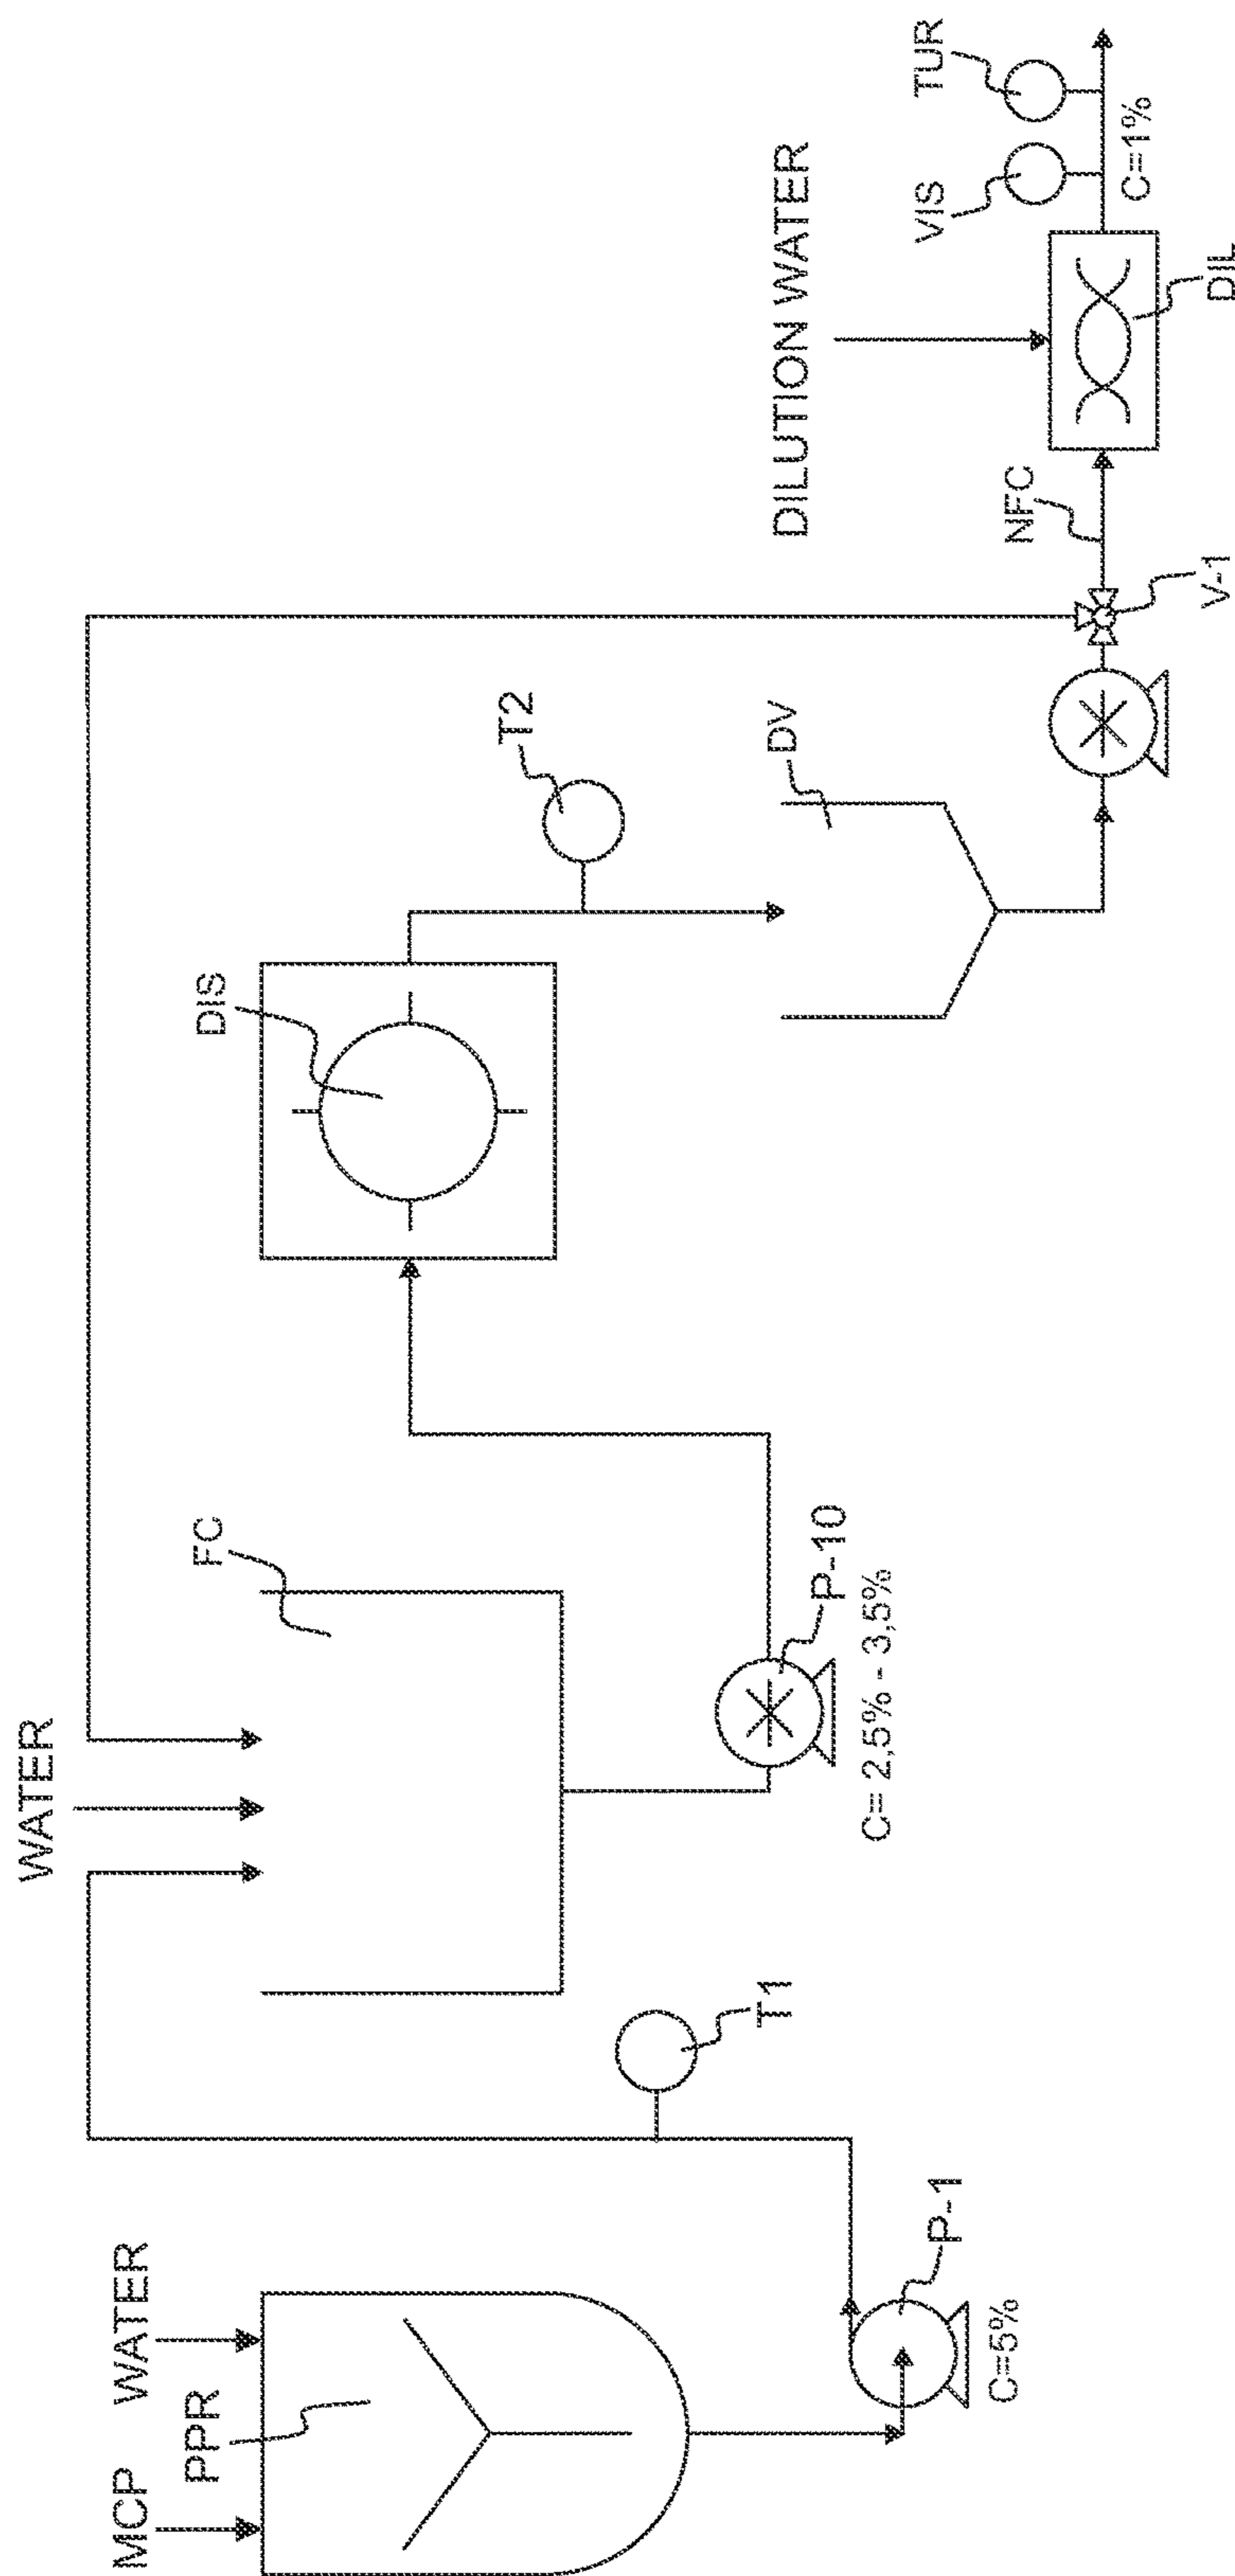 MCP
WATER
PPR
P-1
C=5%
T1
WATER
FC
P-10
C= 2,5% - 3,5%
DIS
T2
DV
V-1
NFC
DILUTION WATER
DIL
VIS
TUR
C=1%